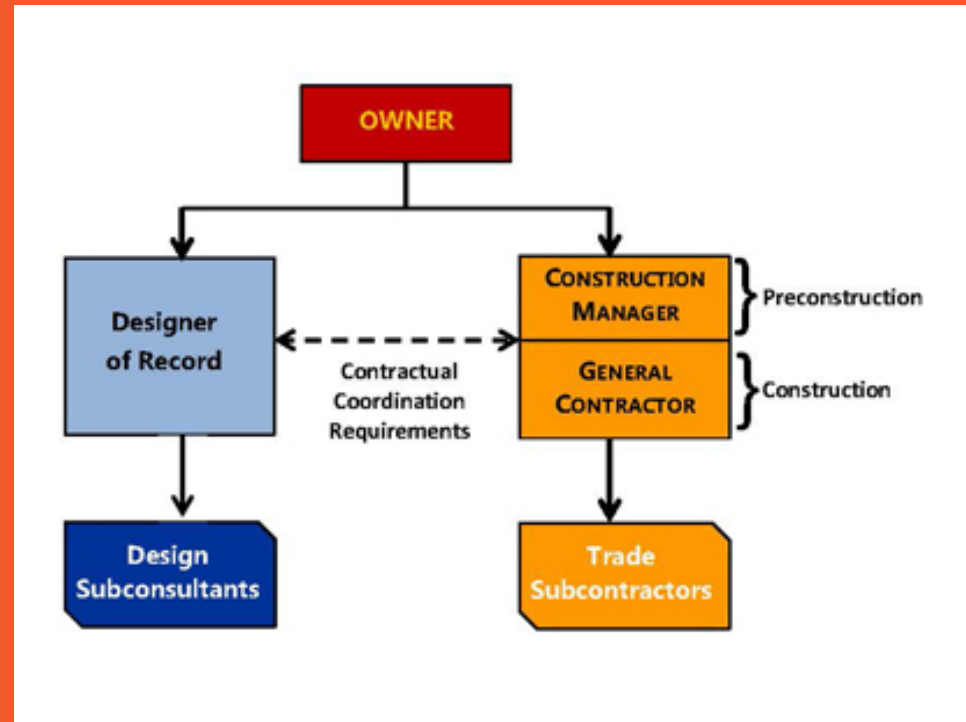 OWNER
Designer
of Record
CONSTRUCTION
MANAGER
Preconstruction
Contractual
Coordination
Requirements
GENERAL
CONTRACTOR
Construction
Design
Subconsultants
Trade
Subcontractors